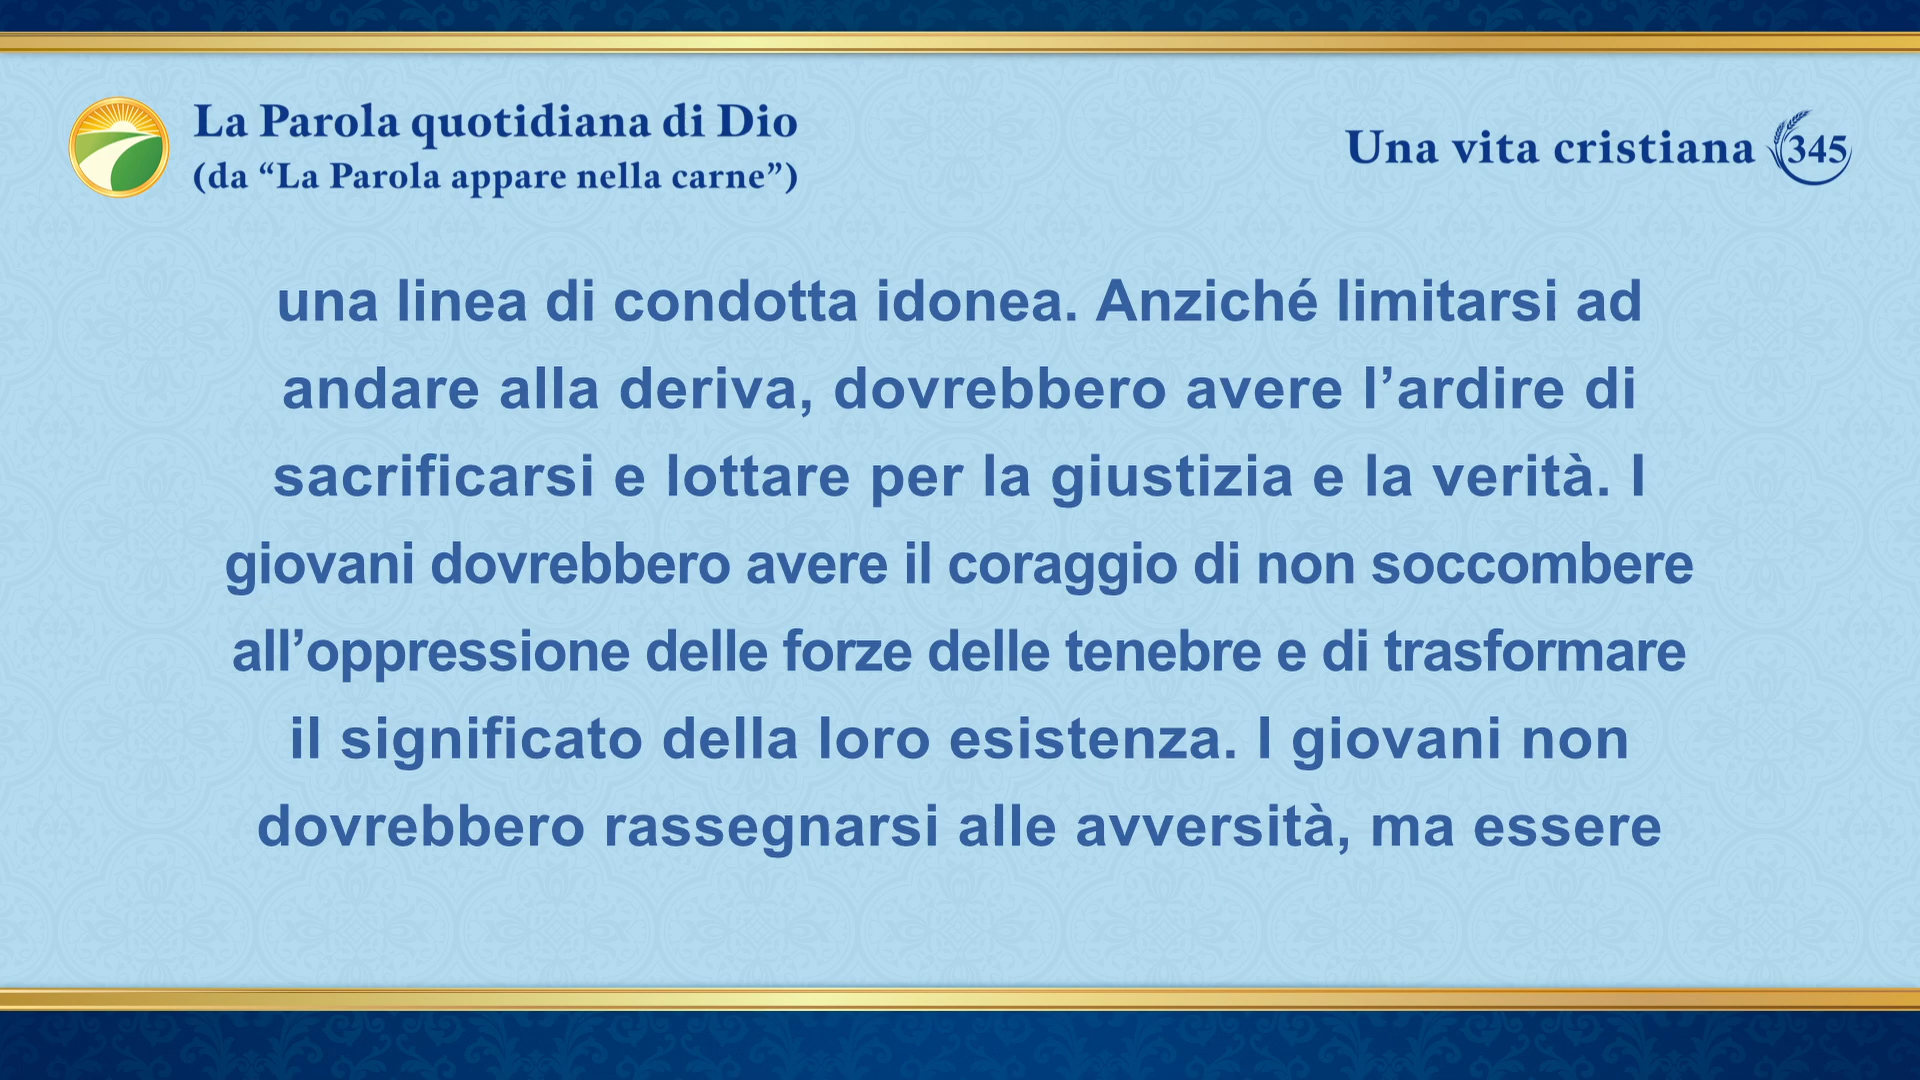 La Parola quotidiana di Dio
(da “La Parola appare nella carne”)
Una vita cristiana 345
una linea di condotta idonea. Anziché limitarsi ad
andare alla deriva, dovrebbero avere l’ardire di
sacrificarsi e lottare per la giustizia e la verità. I
giovani dovrebbero avere il coraggio di non soccombere
all’oppressione delle forze delle tenebre e di trasformare
il significato della loro esistenza. I giovani non
dovrebbero rassegnarsi alle avversità, ma essere